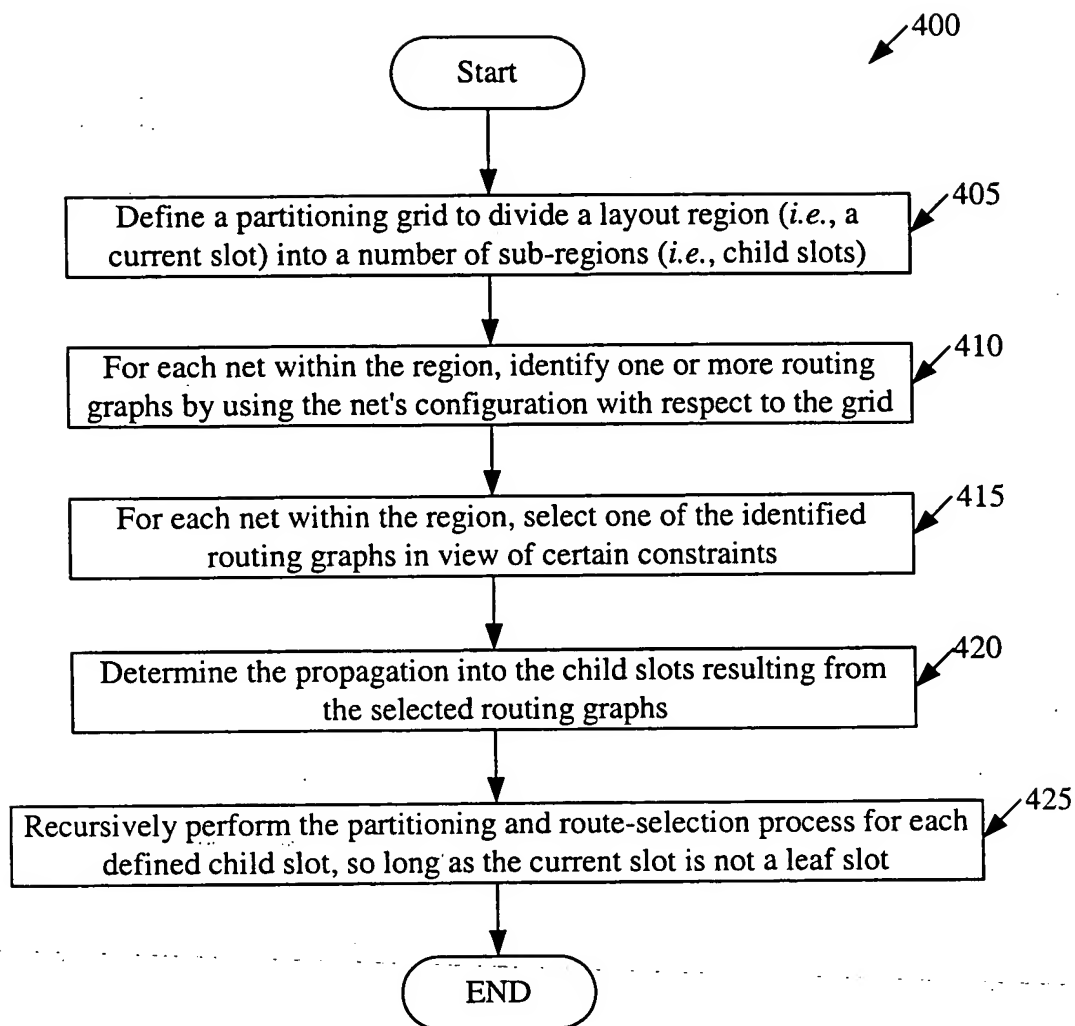 400
Start
405
Define a partitioning grid to divide a layout region (i.e., a
current slot) into a number of sub-regions (i.e., child slots)
410
For each net within the region, identify one or more routing
graphs by using the net's configuration with respect to the grid
415
For each net within the region, select one of the identified
routing graphs in view of certain constraints
420
Determine the propagation into the child slots resulting from
the selected routing graphs
425
Recursively perform the partitioning and route-selection process for each
defined child slot, so long as the current slot is not a leaf slot
END